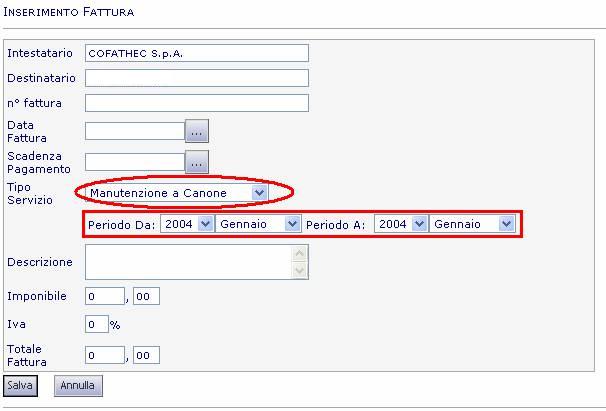 INSERIMENTO FATTURA
Intestatario COFATHEC S.p.A.
Destinatario
n° fattura
Data
Fattura ...
Scadenza
Pagamento ...
Tipo
Servizio Manutenzione a Canone
Periodo Da: 2004 Gennaio Periodo A: 2004 Gennaio
Descrizione
Imponibile 0 , 00
Iva 0 %
Totale
Fattura 0 , 00
Salva Annulla